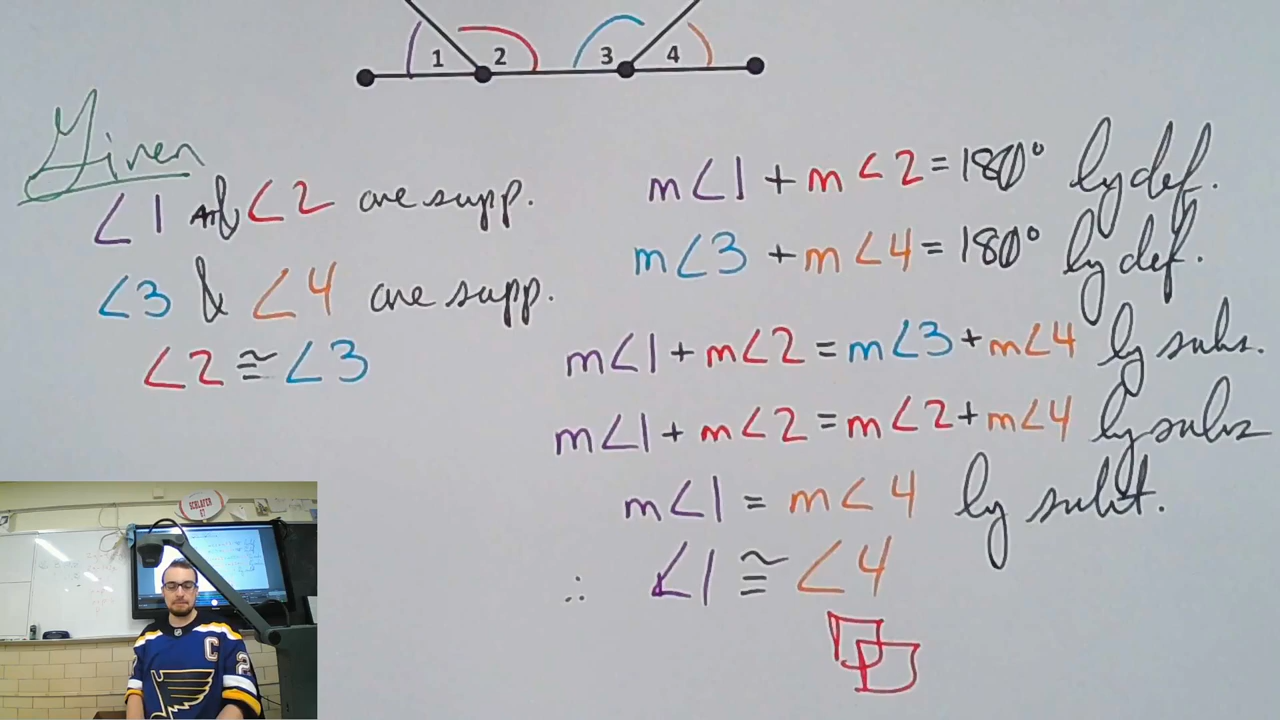 1 2 3 4
Given
∠1 and ∠2 are supp.
∠3 & ∠4 are supp.
∠2 ≅ ∠3
m∠1 + m∠2 = 180° by def.
m∠3 + m∠4 = 180° by def.
m∠1 + m∠2 = m∠3 + m∠4 by subs.
m∠1 + m∠2 = m∠2 + m∠4 by subs
m∠1 = m∠4 by subt.
∴ ∠1 ≅ ∠4
SCHLAFER
C 2